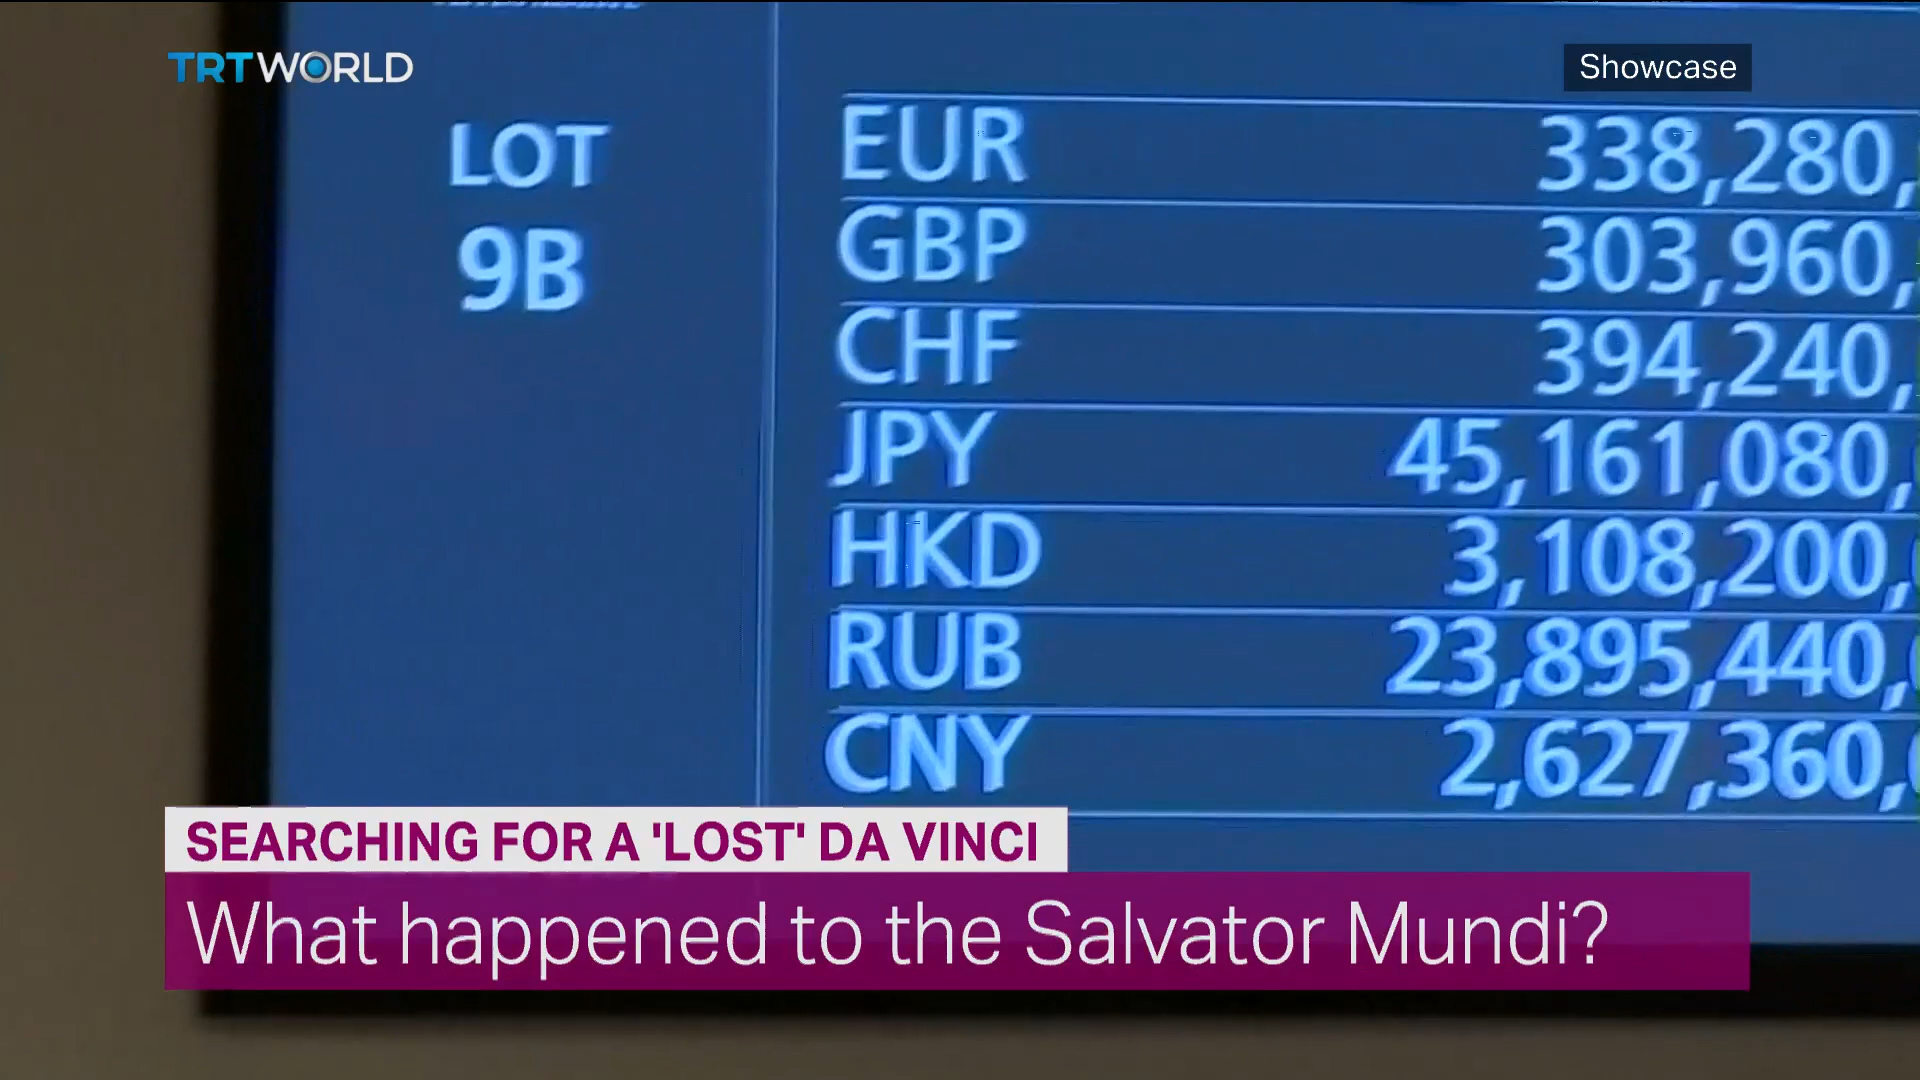 TRT WORLD
Showcase
LOT
9B
EUR 338,280,
GBP 303,960,
CHF 394,240,
JPY 45,161,080,
HKD 3,108,200,
RUB 23,895,440,
CNY 2,627,360,
SEARCHING FOR A 'LOST' DA VINCI
What happened to the Salvator Mundi?